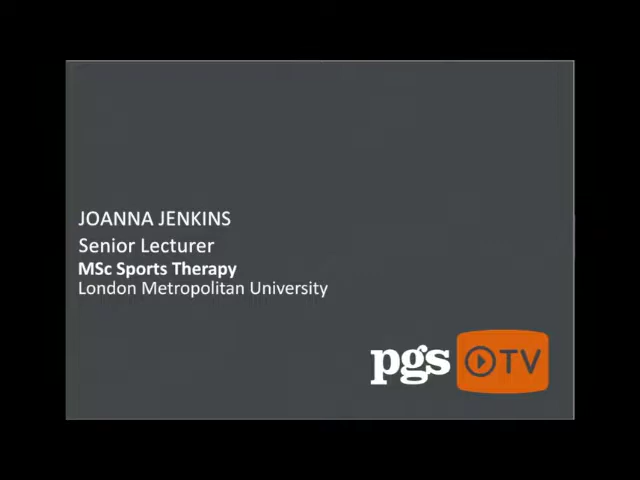 JOANNA JENKINS
Senior Lecturer
MSc Sports Therapy
London Metropolitan University
pgs TV